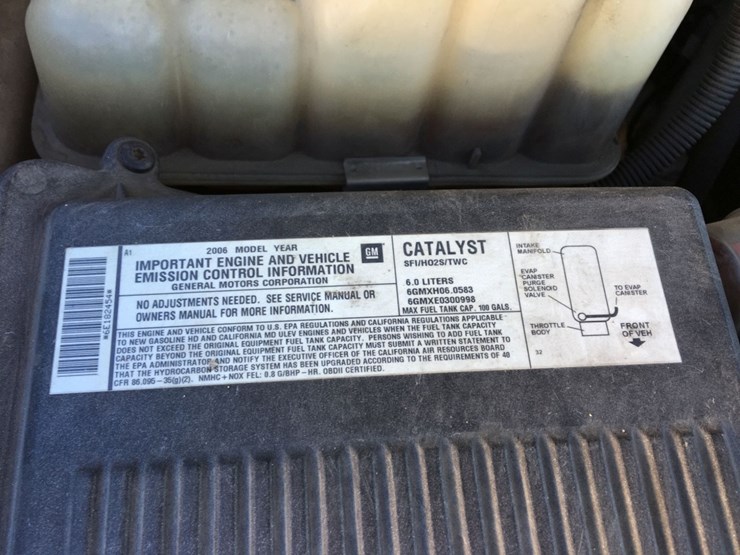 *6E182454*
A1
2006 MODEL YEAR
IMPORTANT ENGINE AND VEHICLE
EMISSION CONTROL INFORMATION
GENERAL MOTORS CORPORATION
GM
NO ADJUSTMENTS NEEDED. SEE SERVICE MANUAL OR
OWNERS MANUAL FOR MORE INFORMATION.
CATALYST
SFI/HO2S/TWC
6.0 LITERS
6GMXH06.0583
6GMXE0300998
MAX FUEL TANK CAP. 100 GALS.
THIS ENGINE AND VEHICLE CONFORM TO U.S. EPA REGULATIONS AND CALIFORNIA REGULATIONS APPLICABLE
TO NEW GASOLINE HD AND CALIFORNIA MD ULEV ENGINES AND VEHICLES WHEN THE FUEL TANK CAPACITY
DOES NOT EXCEED THE ORIGINAL EQUIPMENT FUEL TANK CAPACITY. PERSONS WISHING TO ADD FUEL TANK
CAPACITY BEYOND THE ORIGINAL EQUIPMENT FUEL TANK CAPACITY MUST SUBMIT A WRITTEN STATEMENT TO
THE EPA ADMINISTRATOR AND NOTIFY THE EXECUTIVE OFFICER OF THE CALIFORNIA AIR RESOURCES BOARD
THAT THE HYDROCARBON STORAGE SYSTEM HAS BEEN UPGRADED ACCORDING TO THE REQUIREMENTS OF 40
CFR 86.095-35(g)(2). NMHC + NOX FEL: 0.8 G/BHP-HR. OBDII CERTIFIED.
INTAKE
MANIFOLD
EVAP
CANISTER
PURGE
SOLENOID
VALVE
TO EVAP
CANISTER
THROTTLE
BODY
FRONT
OF VEH
32